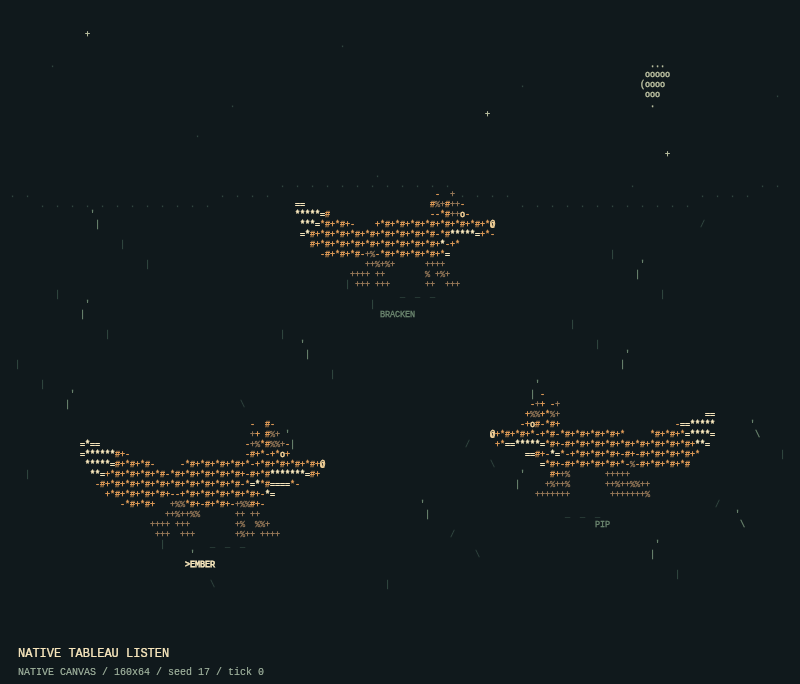 BRACKEN
PIP
>EMBER
NATIVE TABLEAU LISTEN
NATIVE CANVAS / 160x64 / seed 17 / tick 0